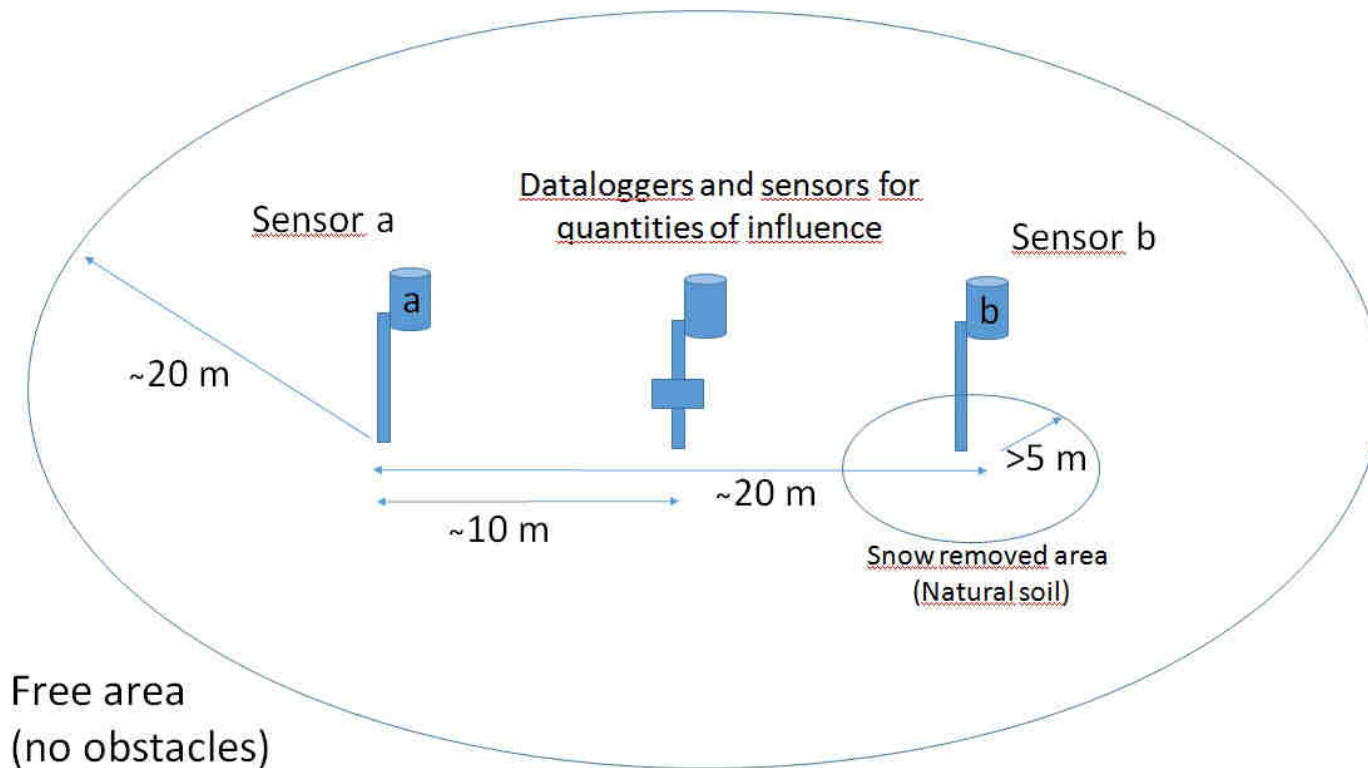 Dataloggers and sensors for
quantities of influence
Sensor a
Sensor b
a
b
~20 m
>5 m
~20 m
~10 m
Snow removed area
(Natural soil)
Free area
(no obstacles)